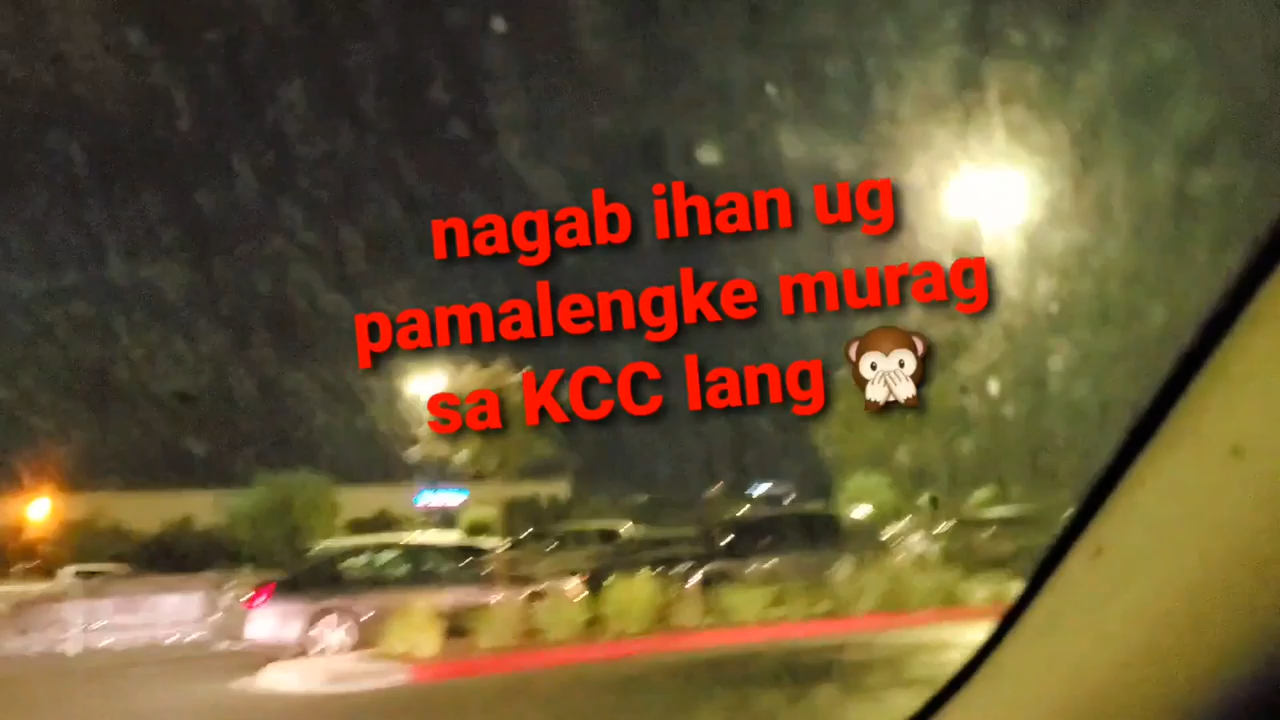 nagab ihan ug
pamalengke murag
sa KCC lang 🙊